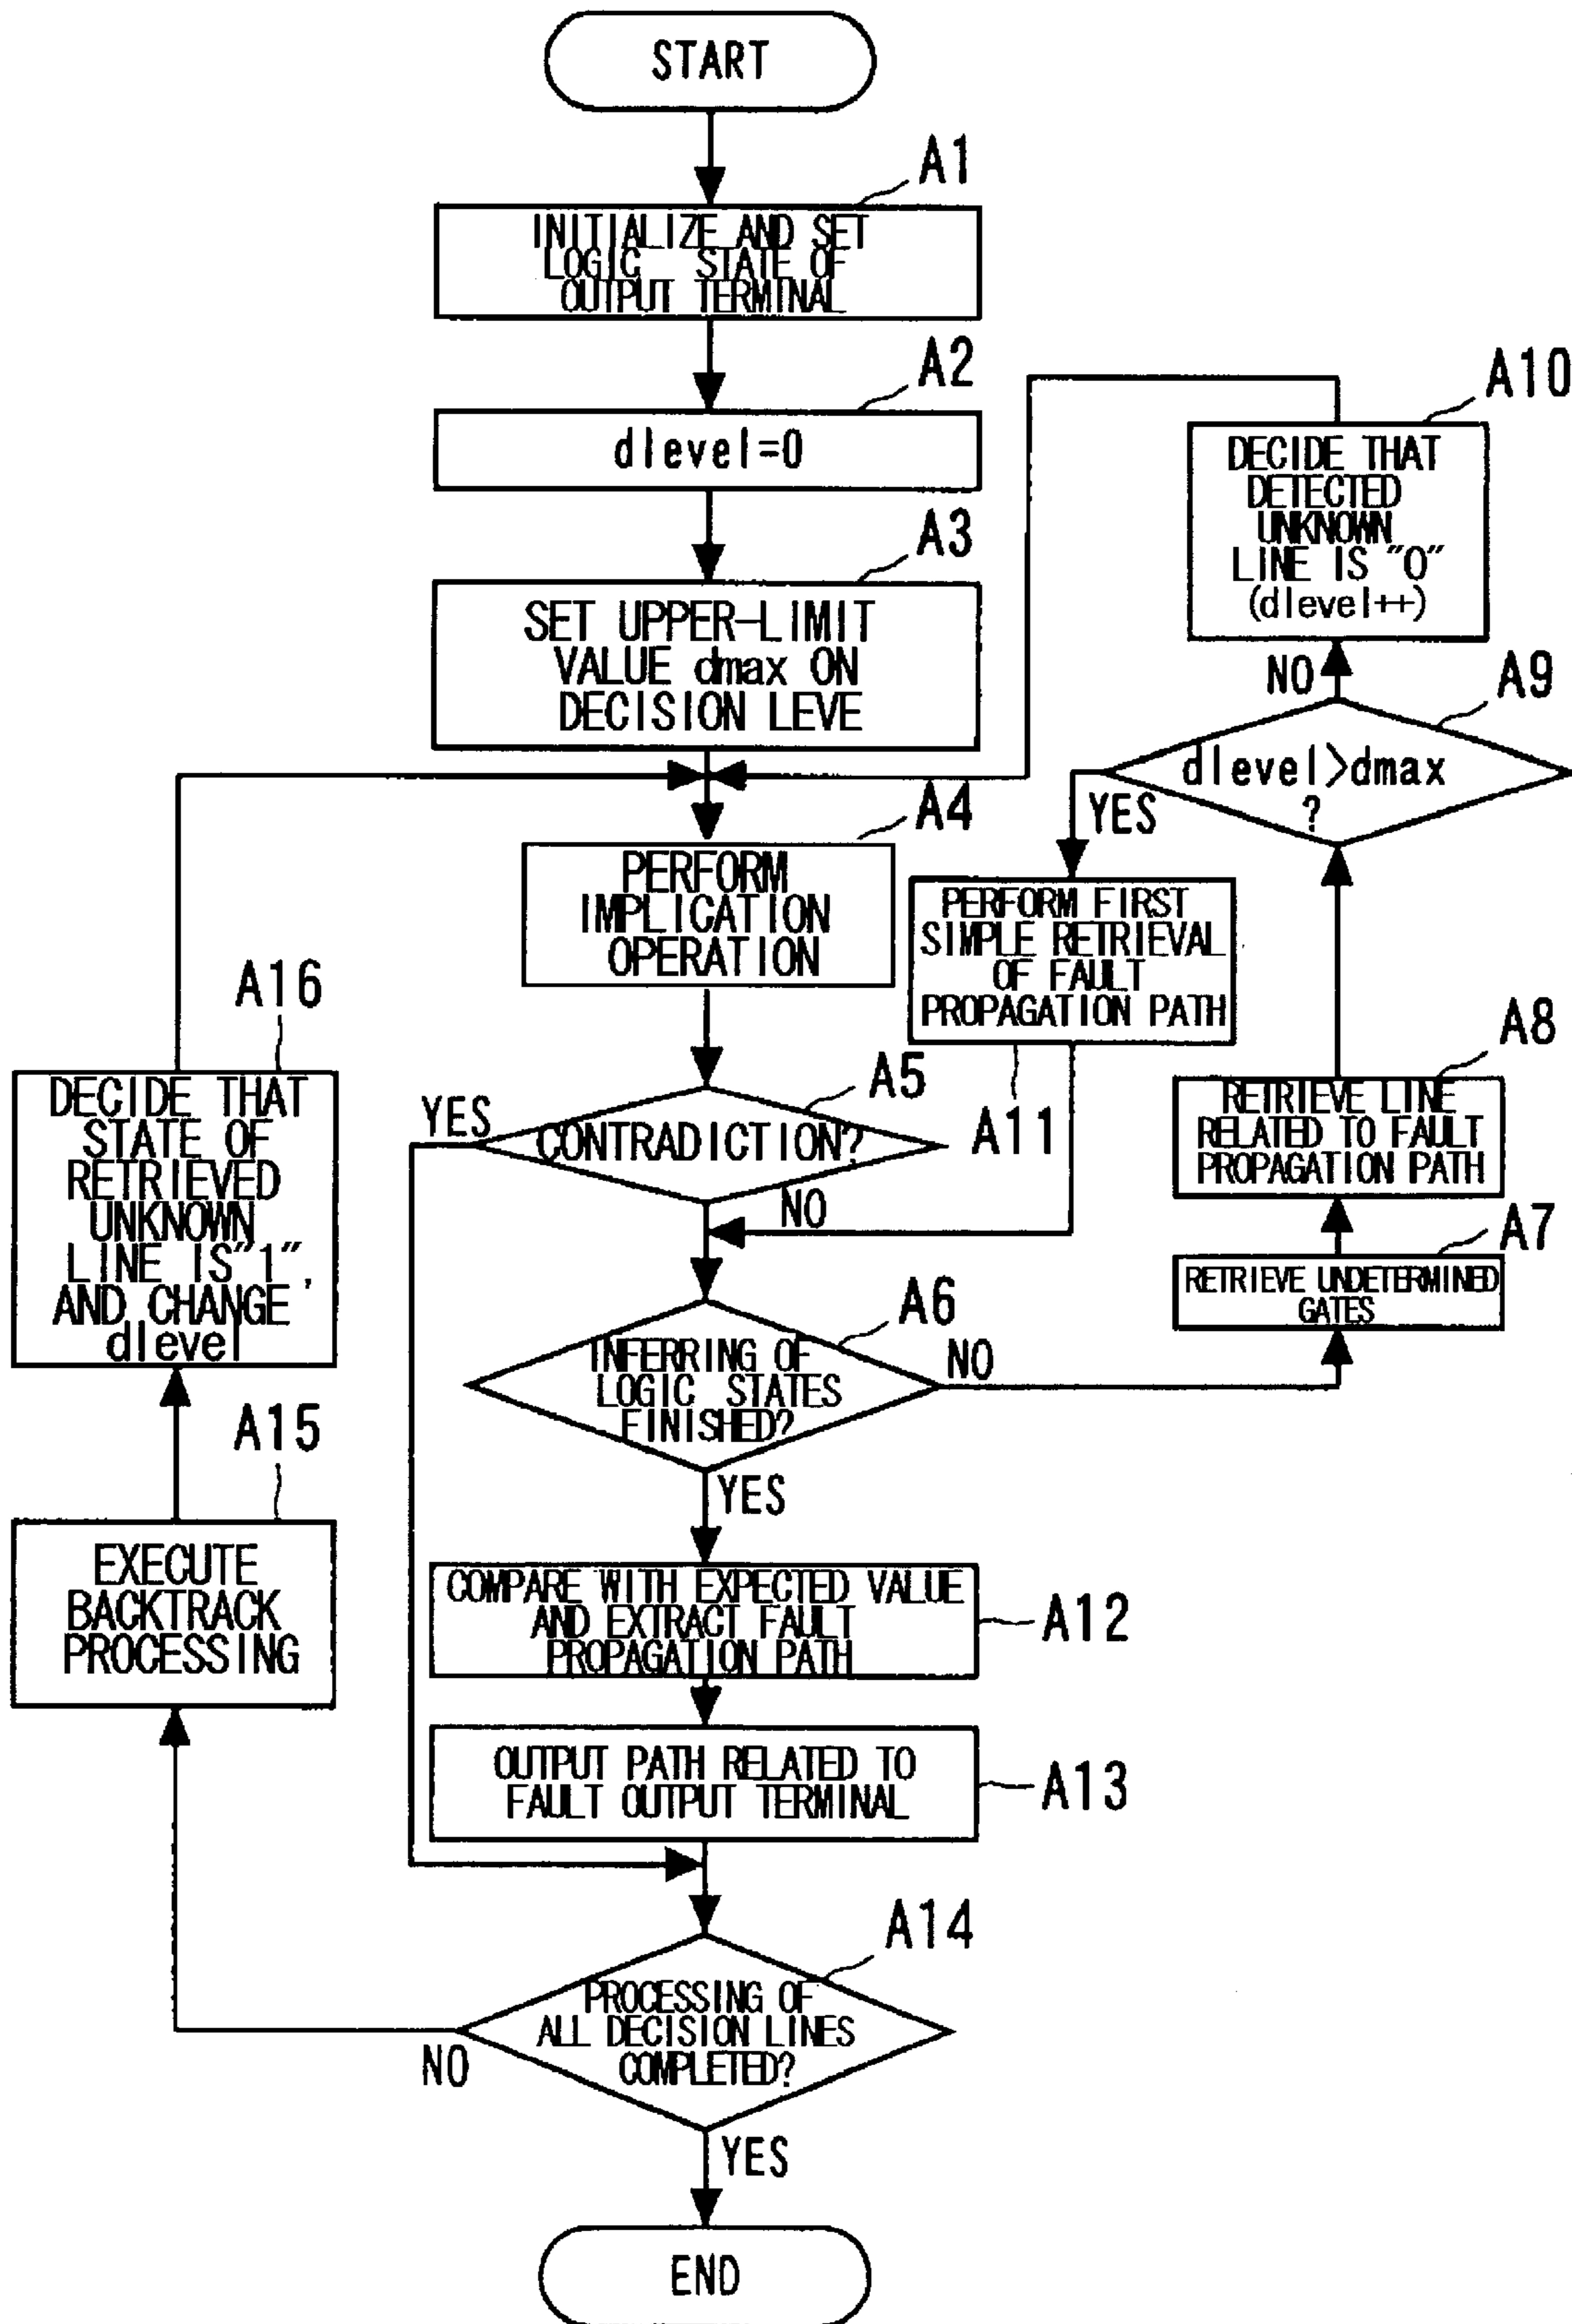 START
A1
INITIALIZE AND SET
LOGIC STATE OF
OUTPUT TERMINAL
A2
dlevel=0
A3
SET UPPER-LIMIT
VALUE dmax ON
DECISION LEVE
A4
PERFORM
IMPLICATION
OPERATION
A5
CONTRADICTION?
YES
NO
A6
INFERRING OF
LOGIC STATES
FINISHED?
NO
YES
A7
RETRIEVE UNDETERMINED
GATES
A8
RETRIEVE LINE
RELATED TO FAULT
PROPAGATION PATH
A9
dlevel>dmax
?
NO
YES
A10
DECIDE THAT
DETECTED
UNKNOWN
LINE IS "0"
(dlevel++)
PERFORM FIRST
SIMPLE RETRIEVAL
OF FAULT
PROPAGATION PATH
A11
COMPARE WITH EXPECTED VALUE
AND EXTRACT FAULT
PROPAGATION PATH
A12
OUTPUT PATH RELATED TO
FAULT OUTPUT TERMINAL
A13
A14
PROCESSING OF
ALL DECISION LINES
COMPLETED?
NO
YES
A15
EXECUTE
BACKTRACK
PROCESSING
A16
DECIDE THAT
STATE OF
RETRIEVED
UNKNOWN
LINE IS"1",
AND CHANGE
dlevel
END